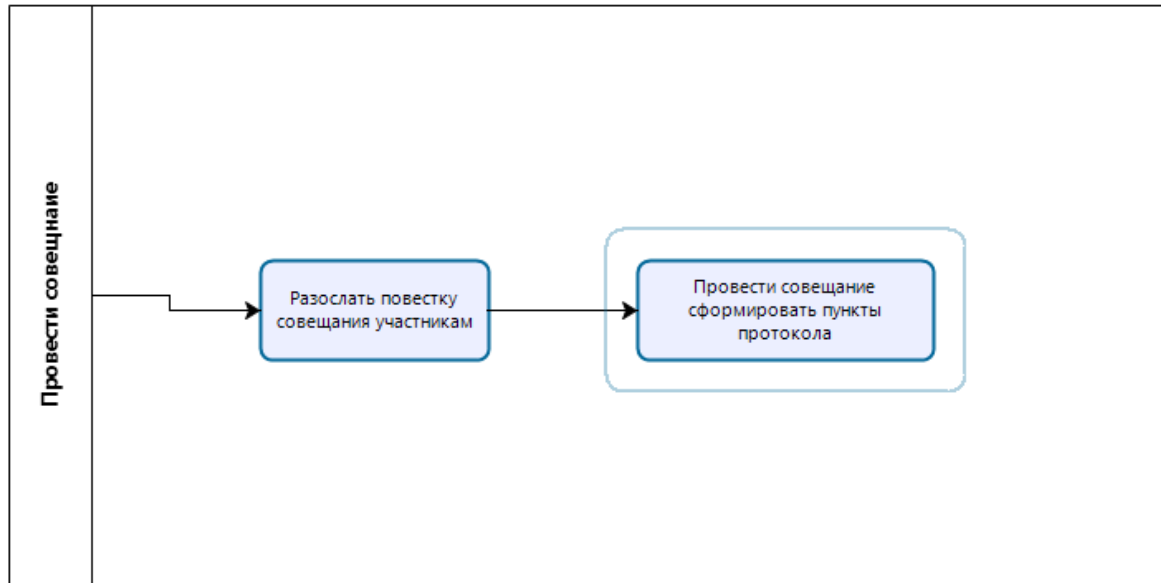 Провести совещнаие
Разослать повестку
совещания участникам
Провести совещание
сформировать пункты
протокола